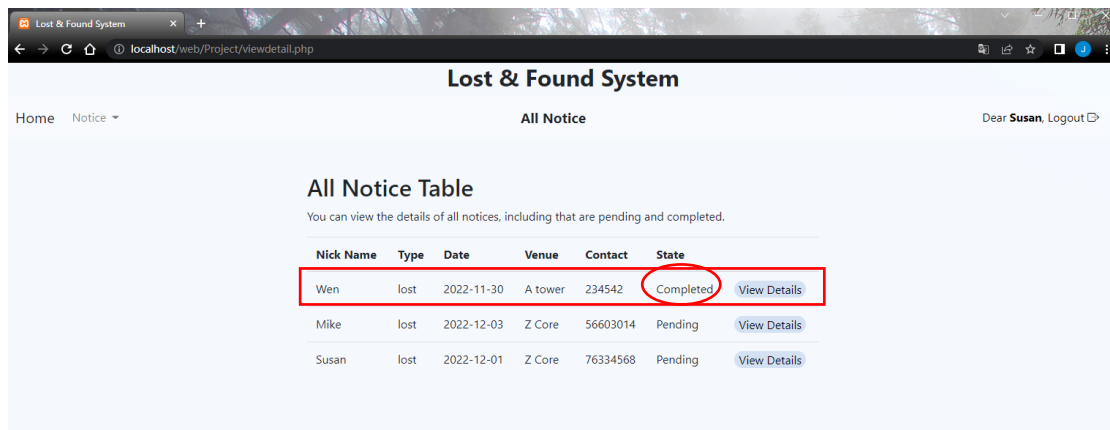 Lost & Found System
localhost/web/Project/viewdetail.php
J
Lost & Found System
Home Notice All Notice Dear Susan, Logout
All Notice Table
You can view the details of all notices, including that are pending and completed.
Nick Name Type Date Venue Contact State
Wen lost 2022-11-30 A tower 234542 Completed View Details
Mike lost 2022-12-03 Z Core 56603014 Pending View Details
Susan lost 2022-12-01 Z Core 76334568 Pending View Details